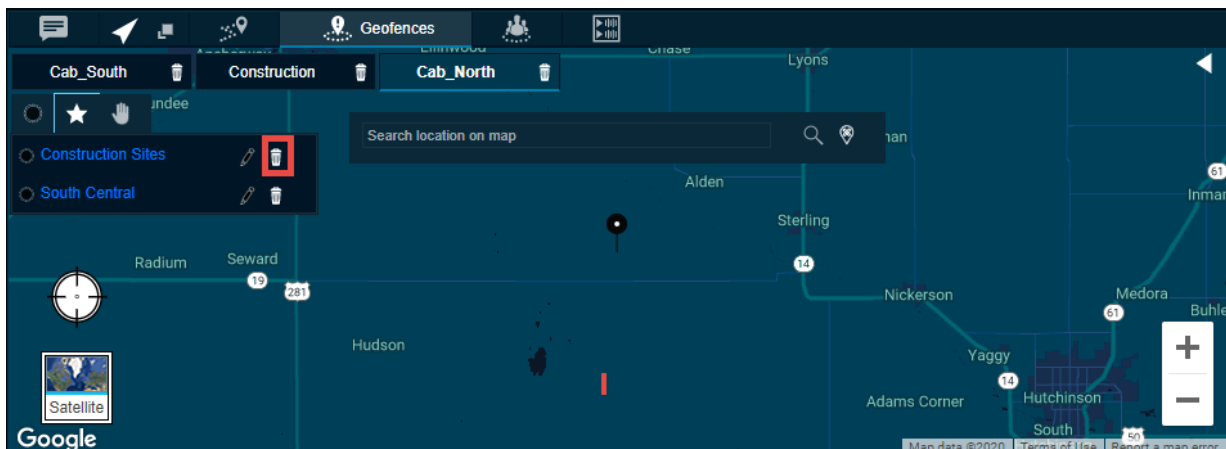 Geofences
Ellinwood
Chase
Lyons
Cab_South
Construction
Cab_North
Search location on map
Construction Sites
South Central
Alden
61
Sterling
Radium
Seward
19
281
14
Nickerson
Medora
61
Hudson
Yaggy
14
Hutchinson
Adams Corner
South
50
Satellite
Google
Map data ©2020
Terms of Use
Report a map error